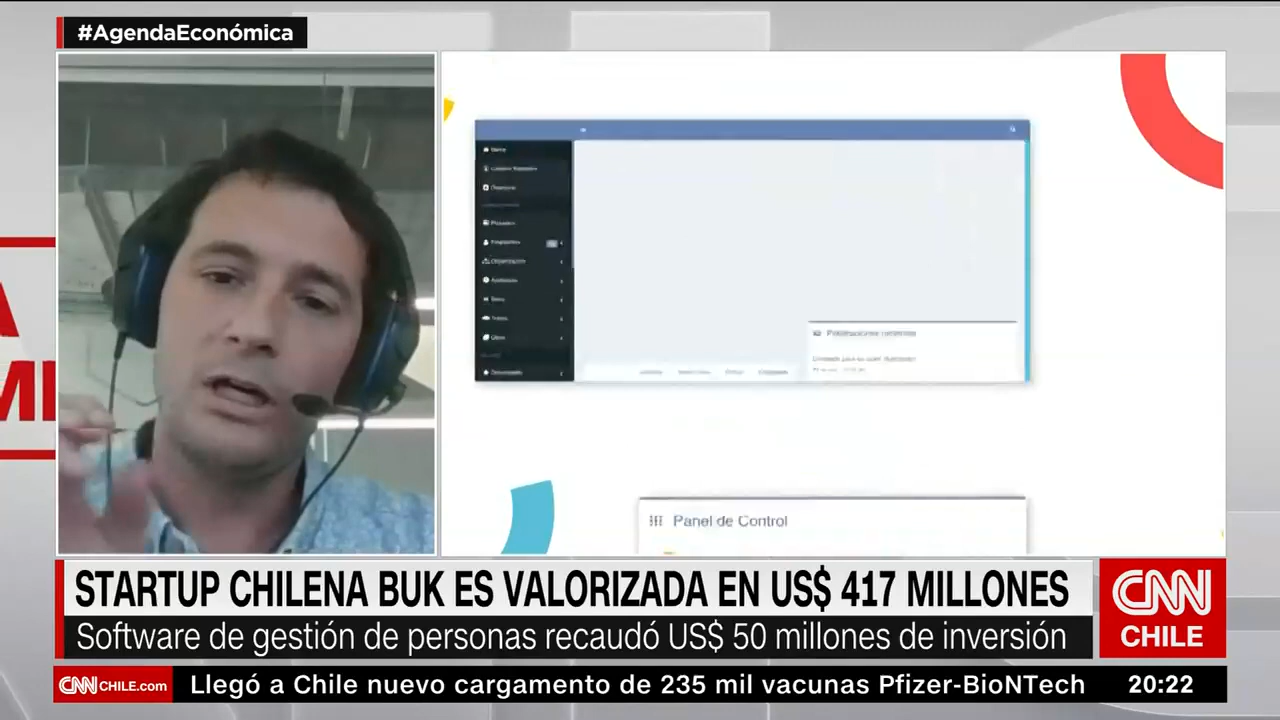 #AgendaEconómica
A
MI
Home
Panel de Control
STARTUP CHILENA BUK ES VALORIZADA EN US$ 417 MILLONES
Software de gestión de personas recaudó US$ 50 millones de inversión
CNN
CHILE
CNNCHILE.com
Llegó a Chile nuevo cargamento de 235 mil vacunas Pfizer-BioNTech
20:22